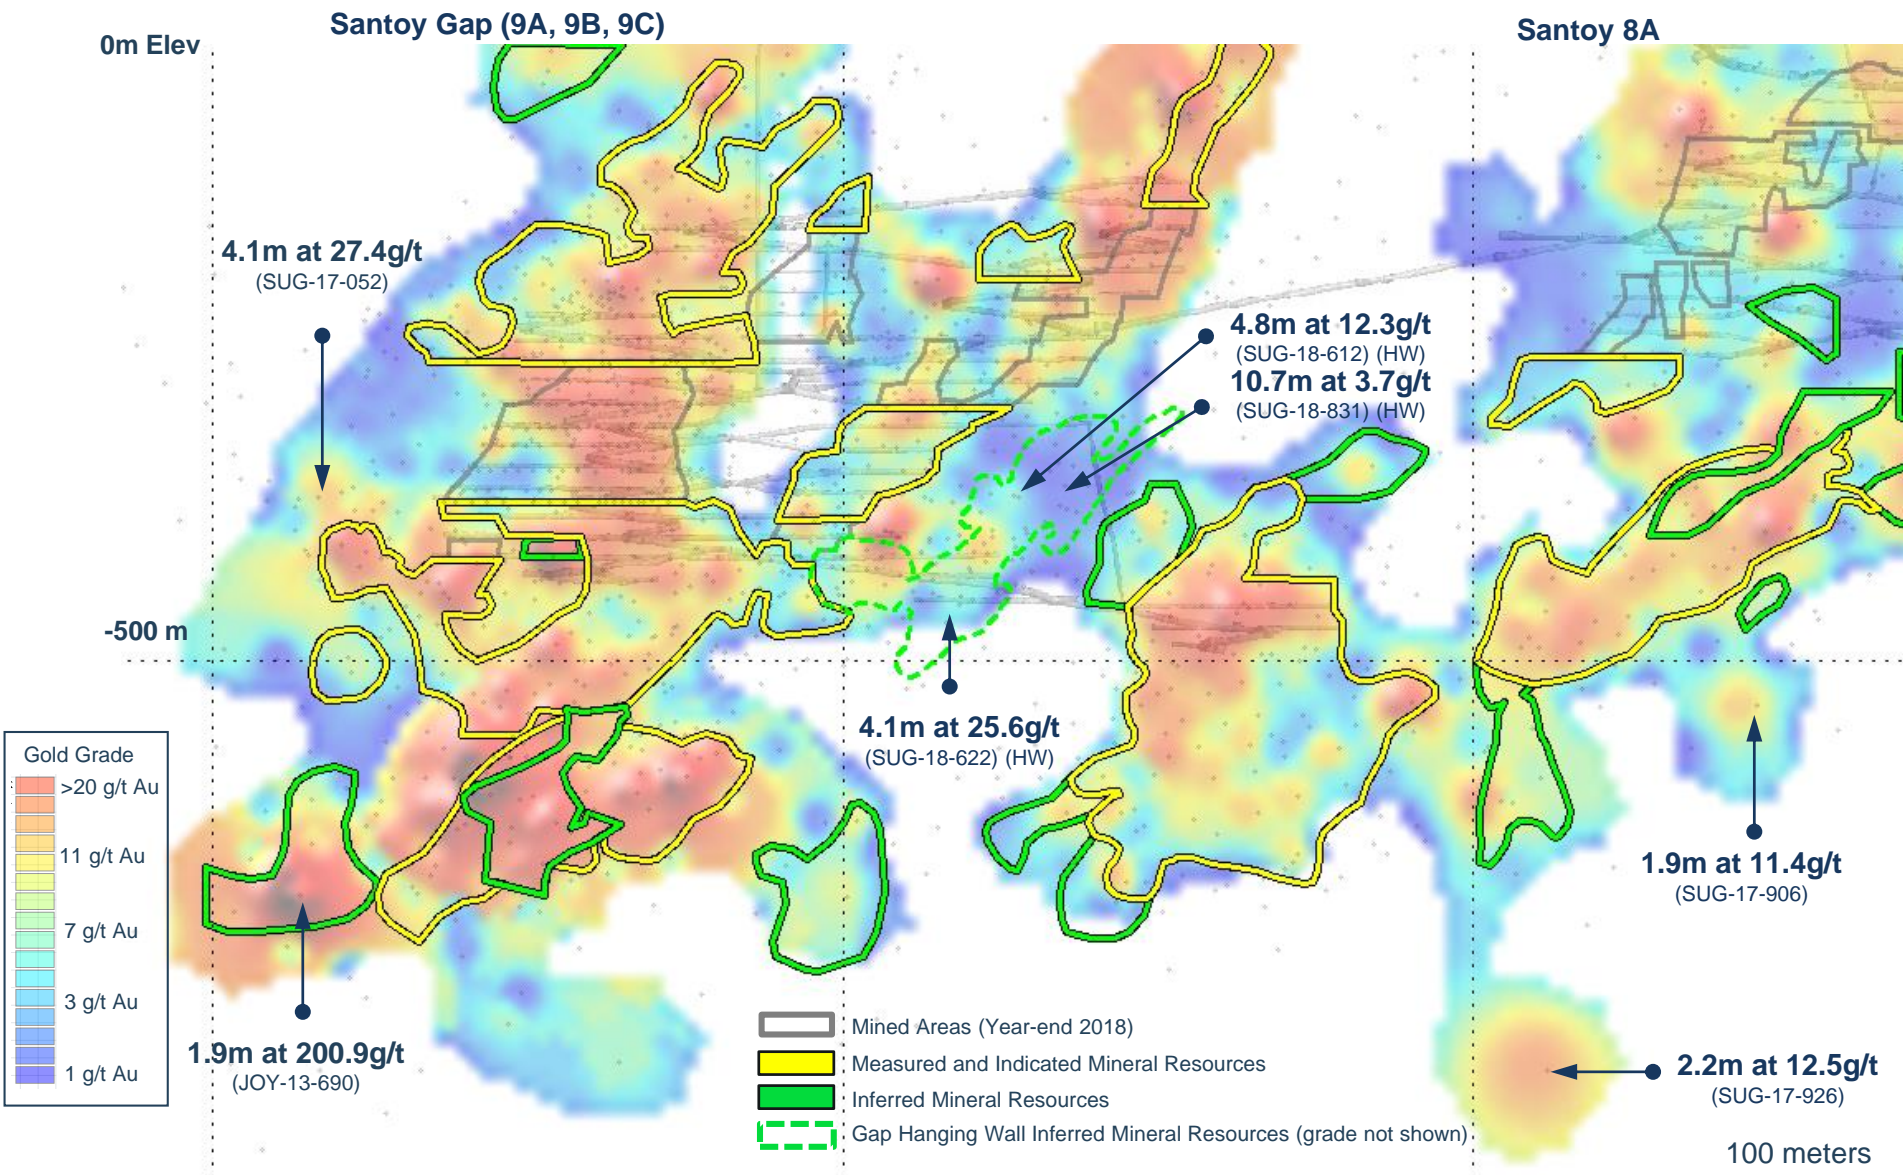 Santoy Gap (9A, 9B, 9C)
Santoy 8A
0m Elev
4.1m at 27.4g/t
(SUG-17-052)
4.8m at 12.3g/t
(SUG-18-612) (HW)
10.7m at 3.7g/t
(SUG-18-831) (HW)
-500 m
4.1m at 25.6g/t
(SUG-18-622) (HW)
Gold Grade
>20 g/t Au
11 g/t Au
7 g/t Au
3 g/t Au
1 g/t Au
1.9m at 11.4g/t
(SUG-17-906)
1.9m at 200.9g/t
(JOY-13-690)
2.2m at 12.5g/t
(SUG-17-926)
Mined Areas (Year-end 2018)
Measured and Indicated Mineral Resources
Inferred Mineral Resources
Gap Hanging Wall Inferred Mineral Resources (grade not shown)
100 meters